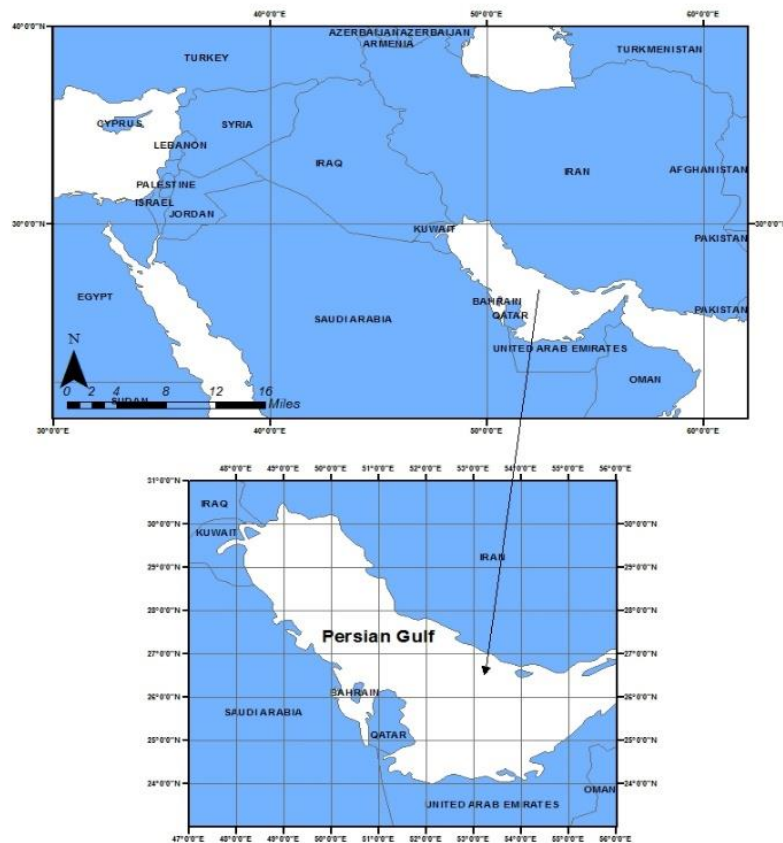 40°0'0"E 50°0'0"E 60°0'0"E
AZERBAIJAN AZERBAIJAN
ARMENIA
TURKEY
TURKMENISTAN
CYPRUS
SYRIA
LEBANON
IRAQ
IRAN
AFGHANISTAN
PALESTINE
ISRAEL
JORDAN
30°0'0"N 30°0'0"N
KUWAIT
PAKISTAN
EGYPT
BAHRAIN
QATAR
PAKISTAN
SAUDI ARABIA
UNITED ARAB EMIRATES
OMAN
N
0 2 4 8 12 16
Miles
SUDAN
30°0'0"E 40°0'0"E 50°0'0"E 60°0'0"E
48°0'0"E 49°0'0"E 50°0'0"E 51°0'0"E 52°0'0"E 53°0'0"E 54°0'0"E 55°0'0"E 56°0'0"E
31°0'0"N
IRAQ
30°0'0"N 30°0'0"N
KUWAIT
IRAN
29°0'0"N 29°0'0"N
28°0'0"N 28°0'0"N
Persian Gulf
27°0'0"N 27°0'0"N
BAHRAIN
26°0'0"N 26°0'0"N
SAUDI ARABIA
QATAR
25°0'0"N 25°0'0"N
24°0'0"N 24°0'0"N
OMAN
UNITED ARAB EMIRATES
47°0'0"E 48°0'0"E 49°0'0"E 50°0'0"E 51°0'0"E 52°0'0"E 53°0'0"E 54°0'0"E 55°0'0"E 56°0'0"E